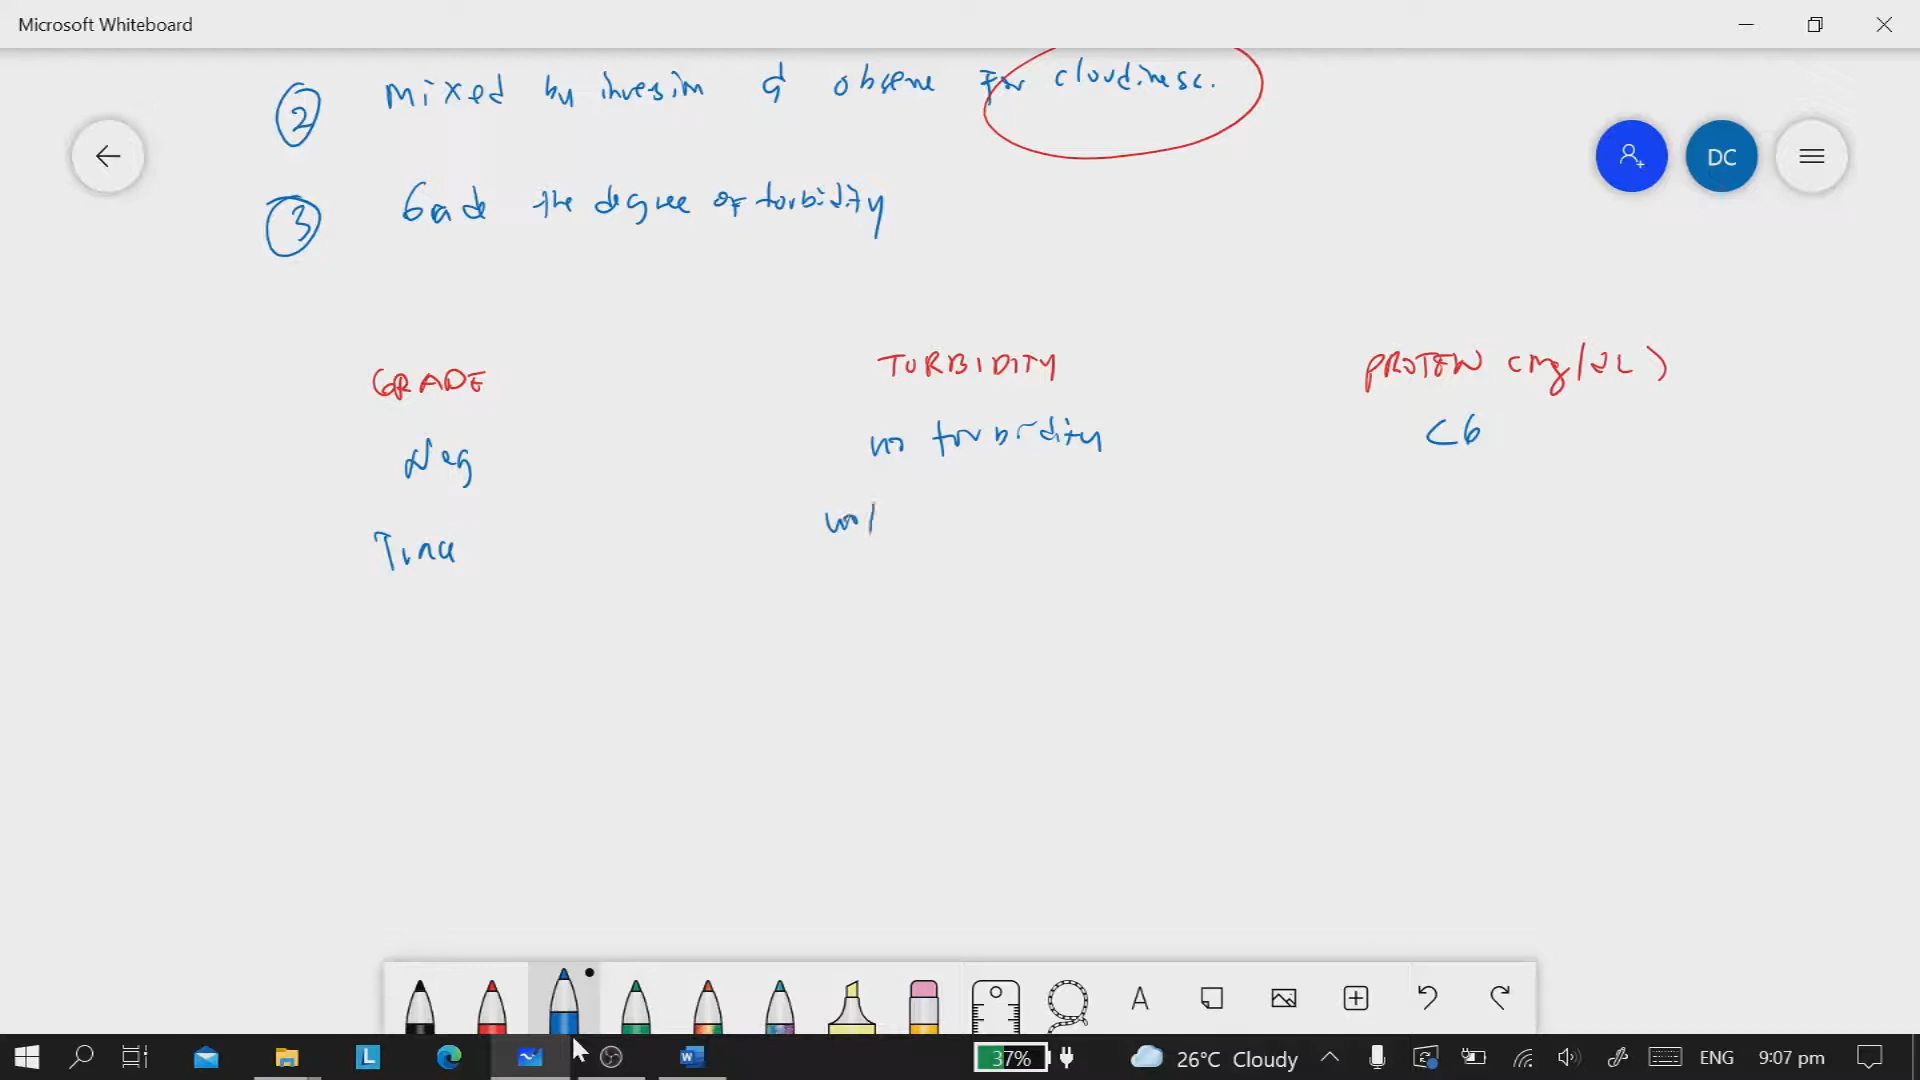 Microsoft Whiteboard
2 Mixed by inversim & observe for cloudiness.
3 Grade the degree of turbidity
DC
GRADE TURBIDITY PROTEIN (mg/dL)
Neg no turbidity <6
Trace
A
37% 26°C Cloudy ENG 9:07 pm